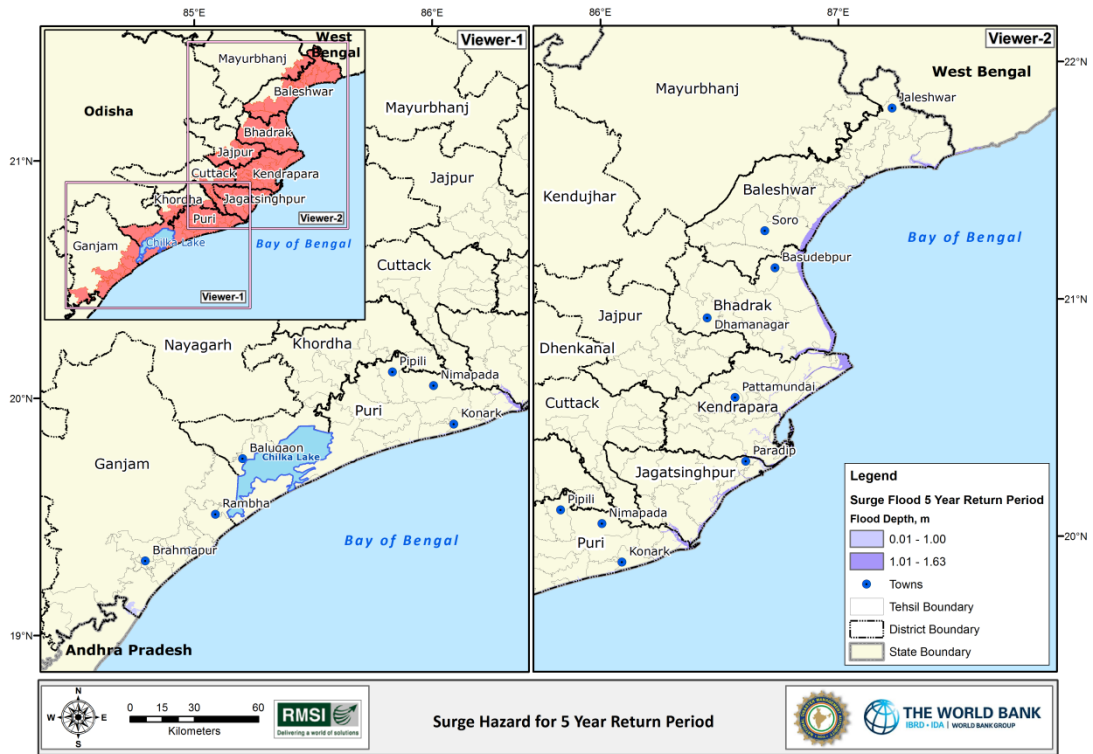 85°E
86°E
86°E
87°E
Viewer-1
Viewer-2
West
Bengal
Mayurbhanj
Baleshwar
Odisha
Bhadrak
Jajpur
Cuttack
Kendrapara
Khordha
Jagatsinghpur
Puri
Viewer-2
Ganjam
Chilka Lake
Bay of Bengal
Viewer-1
21°N
20°N
19°N
Mayurbhanj
Jajpur
Cuttack
Nayagarh
Khordha
Pipili
Nimapada
Puri
Konark
Balugaon
Chilka Lake
Ganjam
Rambha
Brahmapur
Bay of Bengal
Andhra Pradesh
22°N
21°N
20°N
West Bengal
Mayurbhanj
Jaleshwar
Kendujhar
Baleshwar
Soro
Bay of Bengal
Basudebpur
Bhadrak
Jajpur
Dhamanagar
Dhenkanal
Pattamundai
Cuttack
Kendrapara
Paradip
Jagatsinghpur
Pipili
Nimapada
Puri
Konark
Legend
Surge Flood 5 Year Return Period
Flood Depth, m
0.01 - 1.00
1.01 - 1.63
Towns
Tehsil Boundary
District Boundary
State Boundary
N
W
E
S
0 15 30 60
Kilometers
RMSI
Delivering a world of solutions
Surge Hazard for 5 Year Return Period
THE WORLD BANK
IBRD • IDA | WORLD BANK GROUP